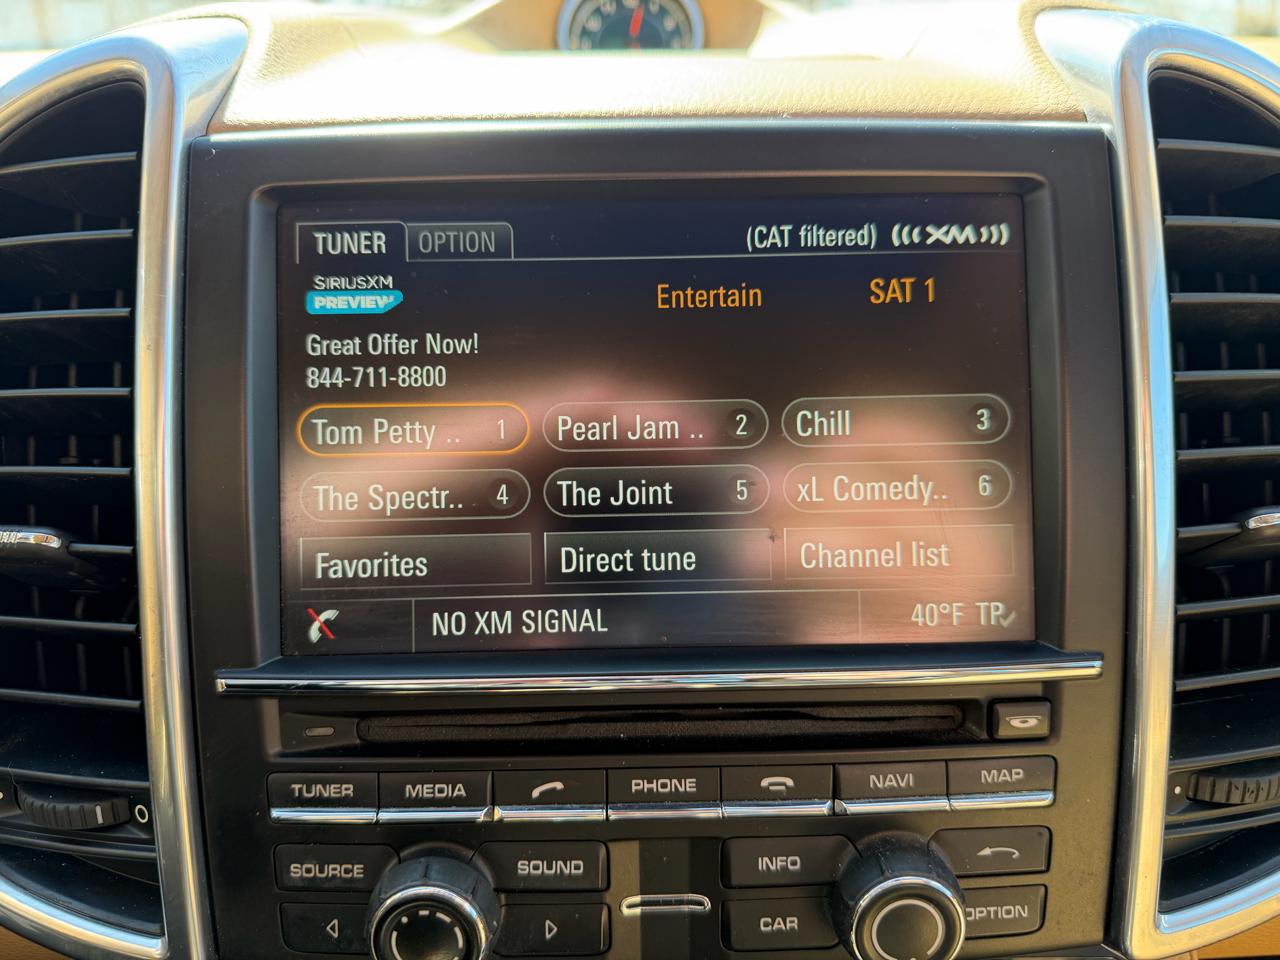 TUNER OPTION (CAT filtered) (((XM)))
SIRIUSXM
PREVIEW
Entertain SAT 1
Great Offer Now!
844-711-8800
Tom Petty .. 1 Pearl Jam .. 2 Chill 3
The Spectr.. 4 The Joint 5 xL Comedy.. 6
Favorites Direct tune Channel list
NO XM SIGNAL 40°F TP
TUNER MEDIA PHONE NAVI MAP
SOURCE SOUND INFO
CAR OPTION